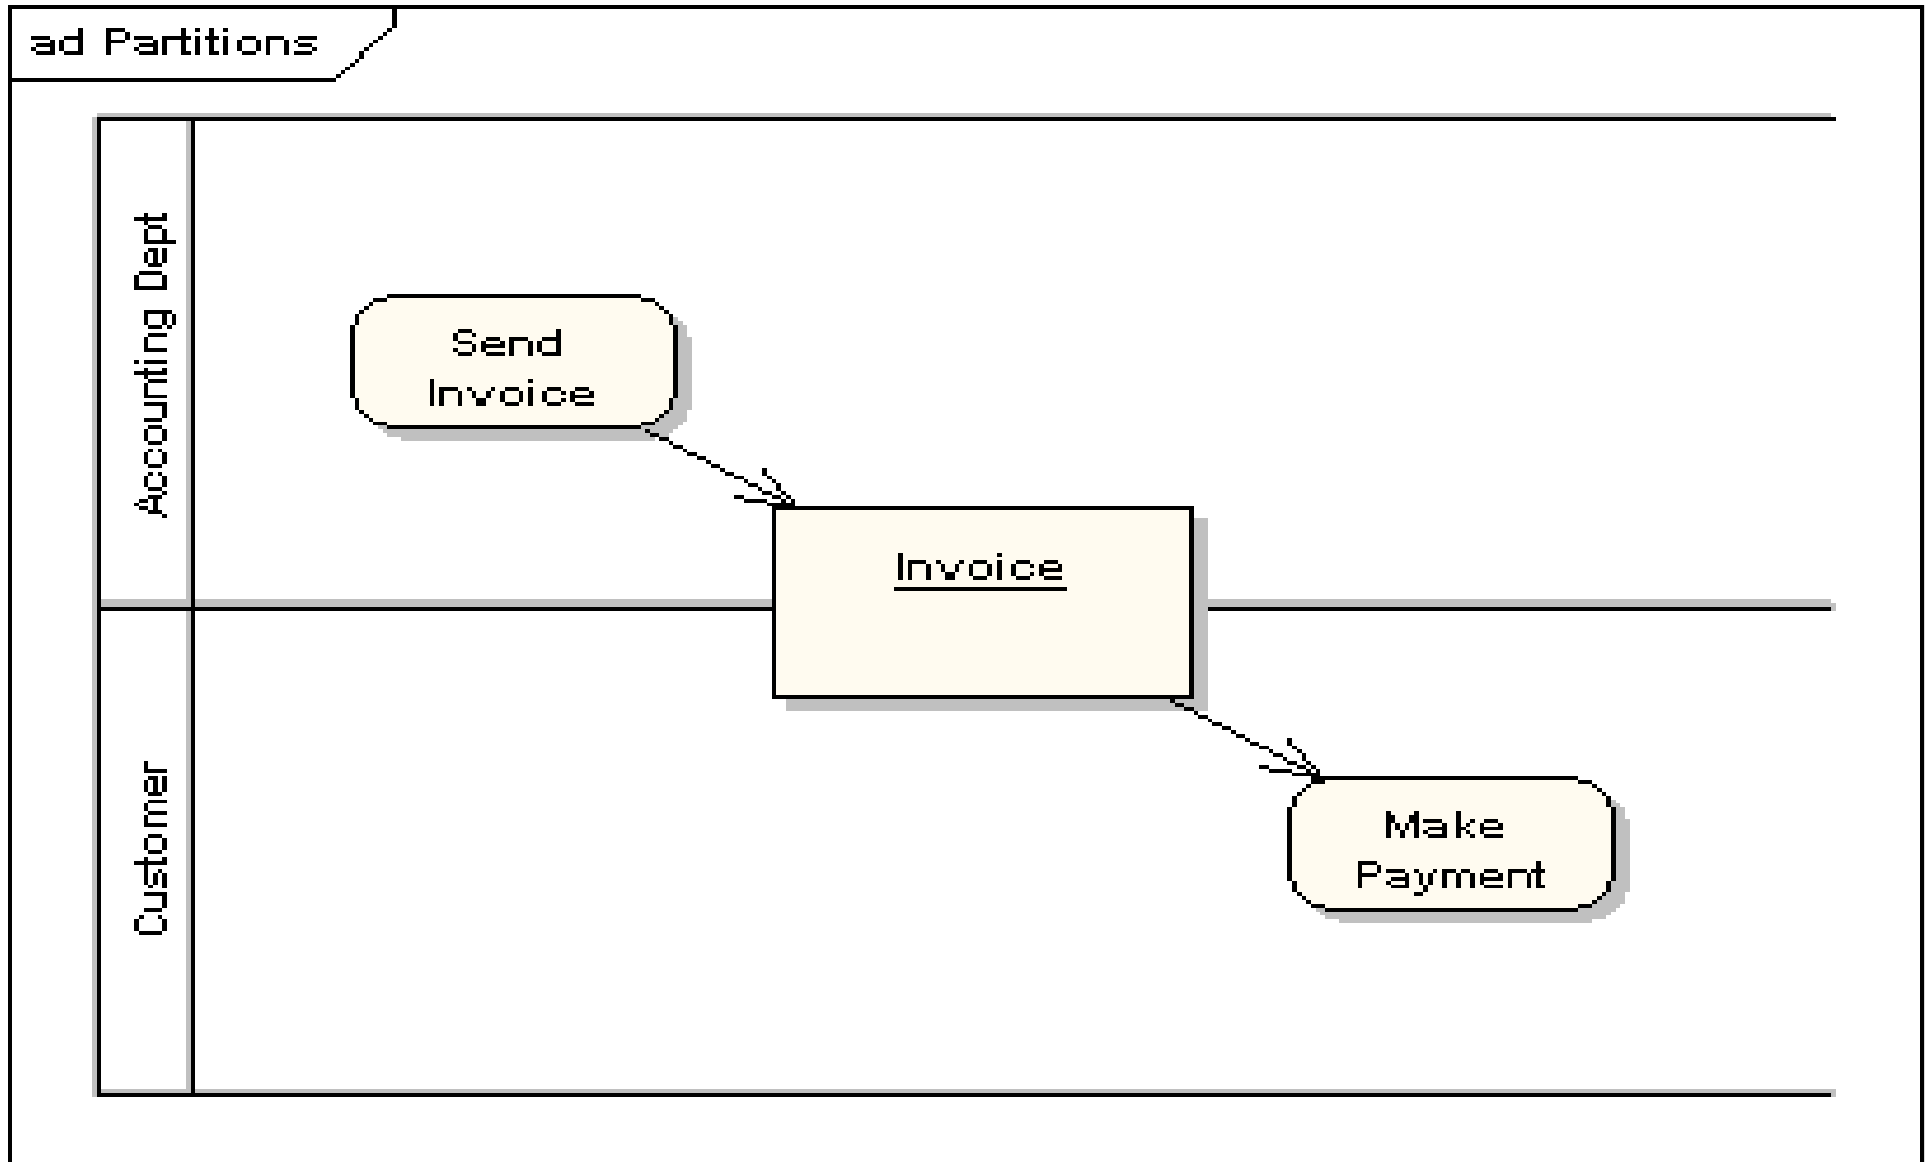 ad Partitions
Accounting Dept
Send
Invoice
Invoice
Customer
Make
Payment